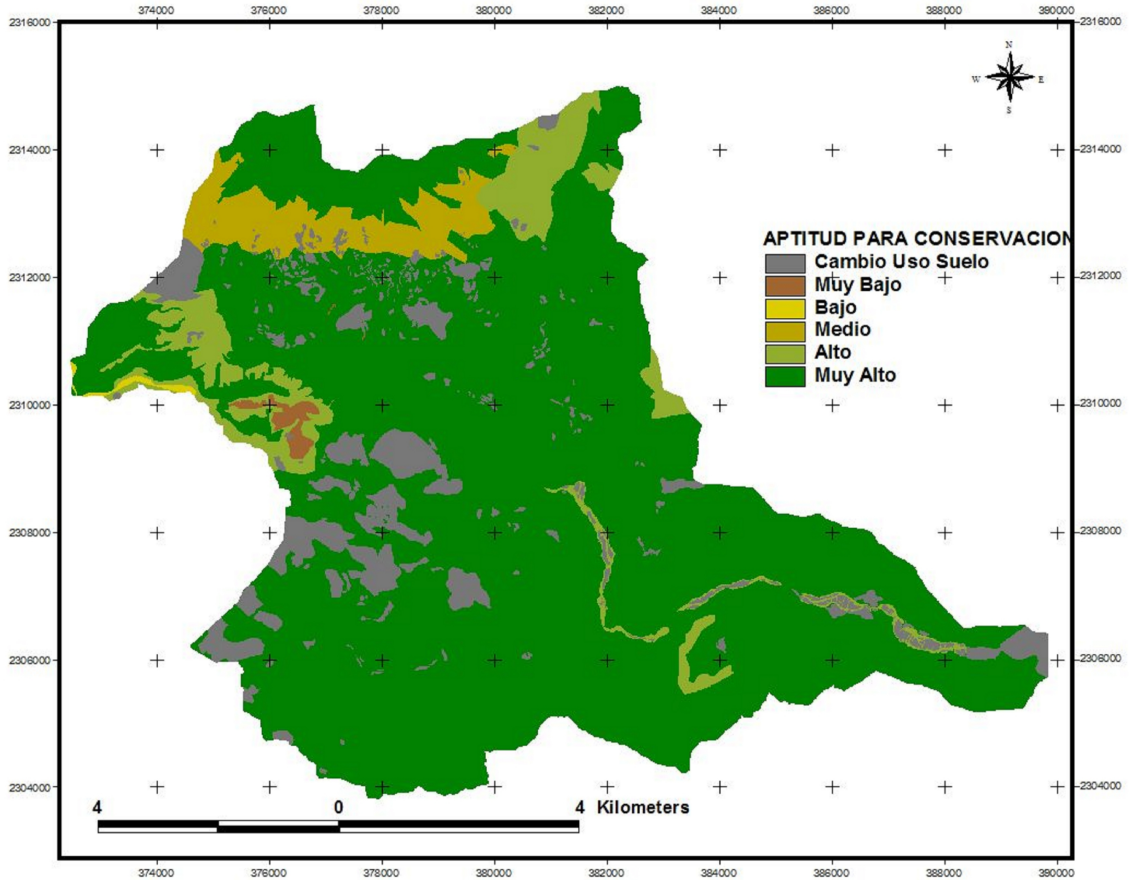 374000 376000 378000 380000 382000 384000 386000 388000 390000
2316000 2316000
N
W E
S
2314000 2314000
APTITUD PARA CONSERVACION
Cambio Uso Suelo
2312000 2312000
Muy Bajo
Bajo
Medio
Alto
Muy Alto
2310000 2310000
2308000 2308000
2306000 2306000
2304000 2304000
4 0 4 Kilometers
374000 376000 378000 380000 382000 384000 386000 388000 390000